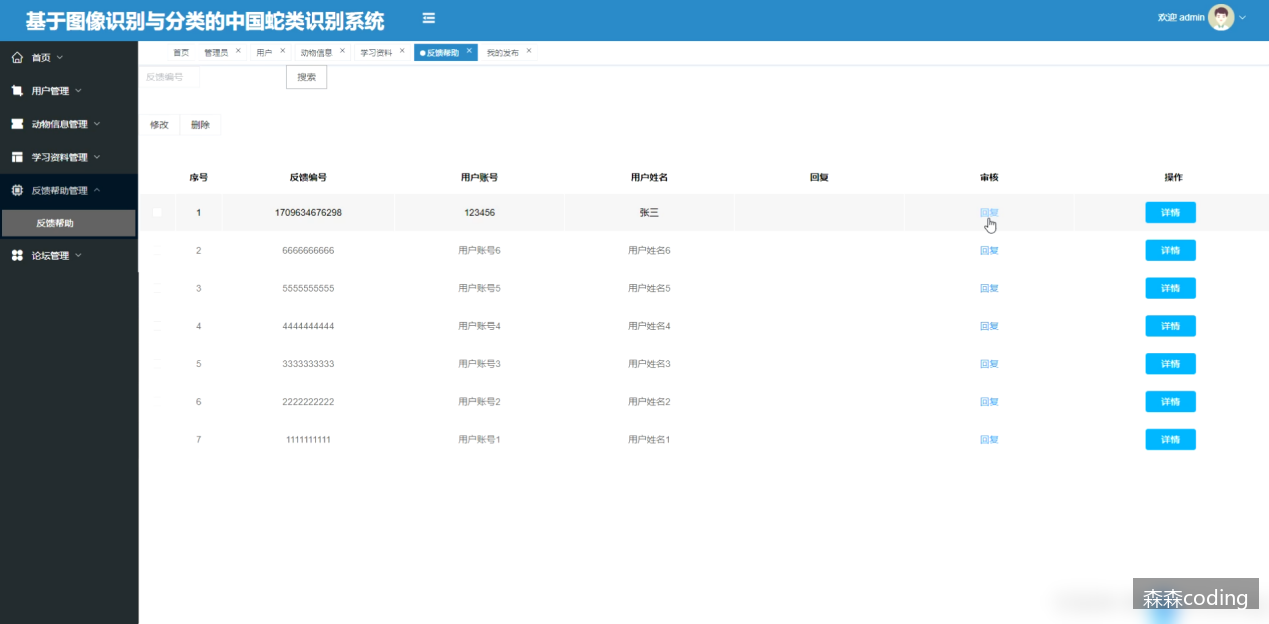 基于图像识别与分类的中国蛇类识别系统
欢迎 admin
首页
用户管理
动物信息管理
学习资料管理
反馈帮助管理
反馈帮助
论坛管理
首页 管理员 用户 动物信息 学习资料 反馈帮助 我的发布
反馈编号 搜索
修改 删除
序号 反馈编号 用户账号 用户姓名 回复 审核 操作
1 1709634676298 123456 张三 回复 详情
2 6666666666 用户账号6 用户姓名6 回复 详情
3 5555555555 用户账号5 用户姓名5 回复 详情
4 4444444444 用户账号4 用户姓名4 回复 详情
5 3333333333 用户账号3 用户姓名3 回复 详情
6 2222222222 用户账号2 用户姓名2 回复 详情
7 1111111111 用户账号1 用户姓名1 回复 详情
森森coding